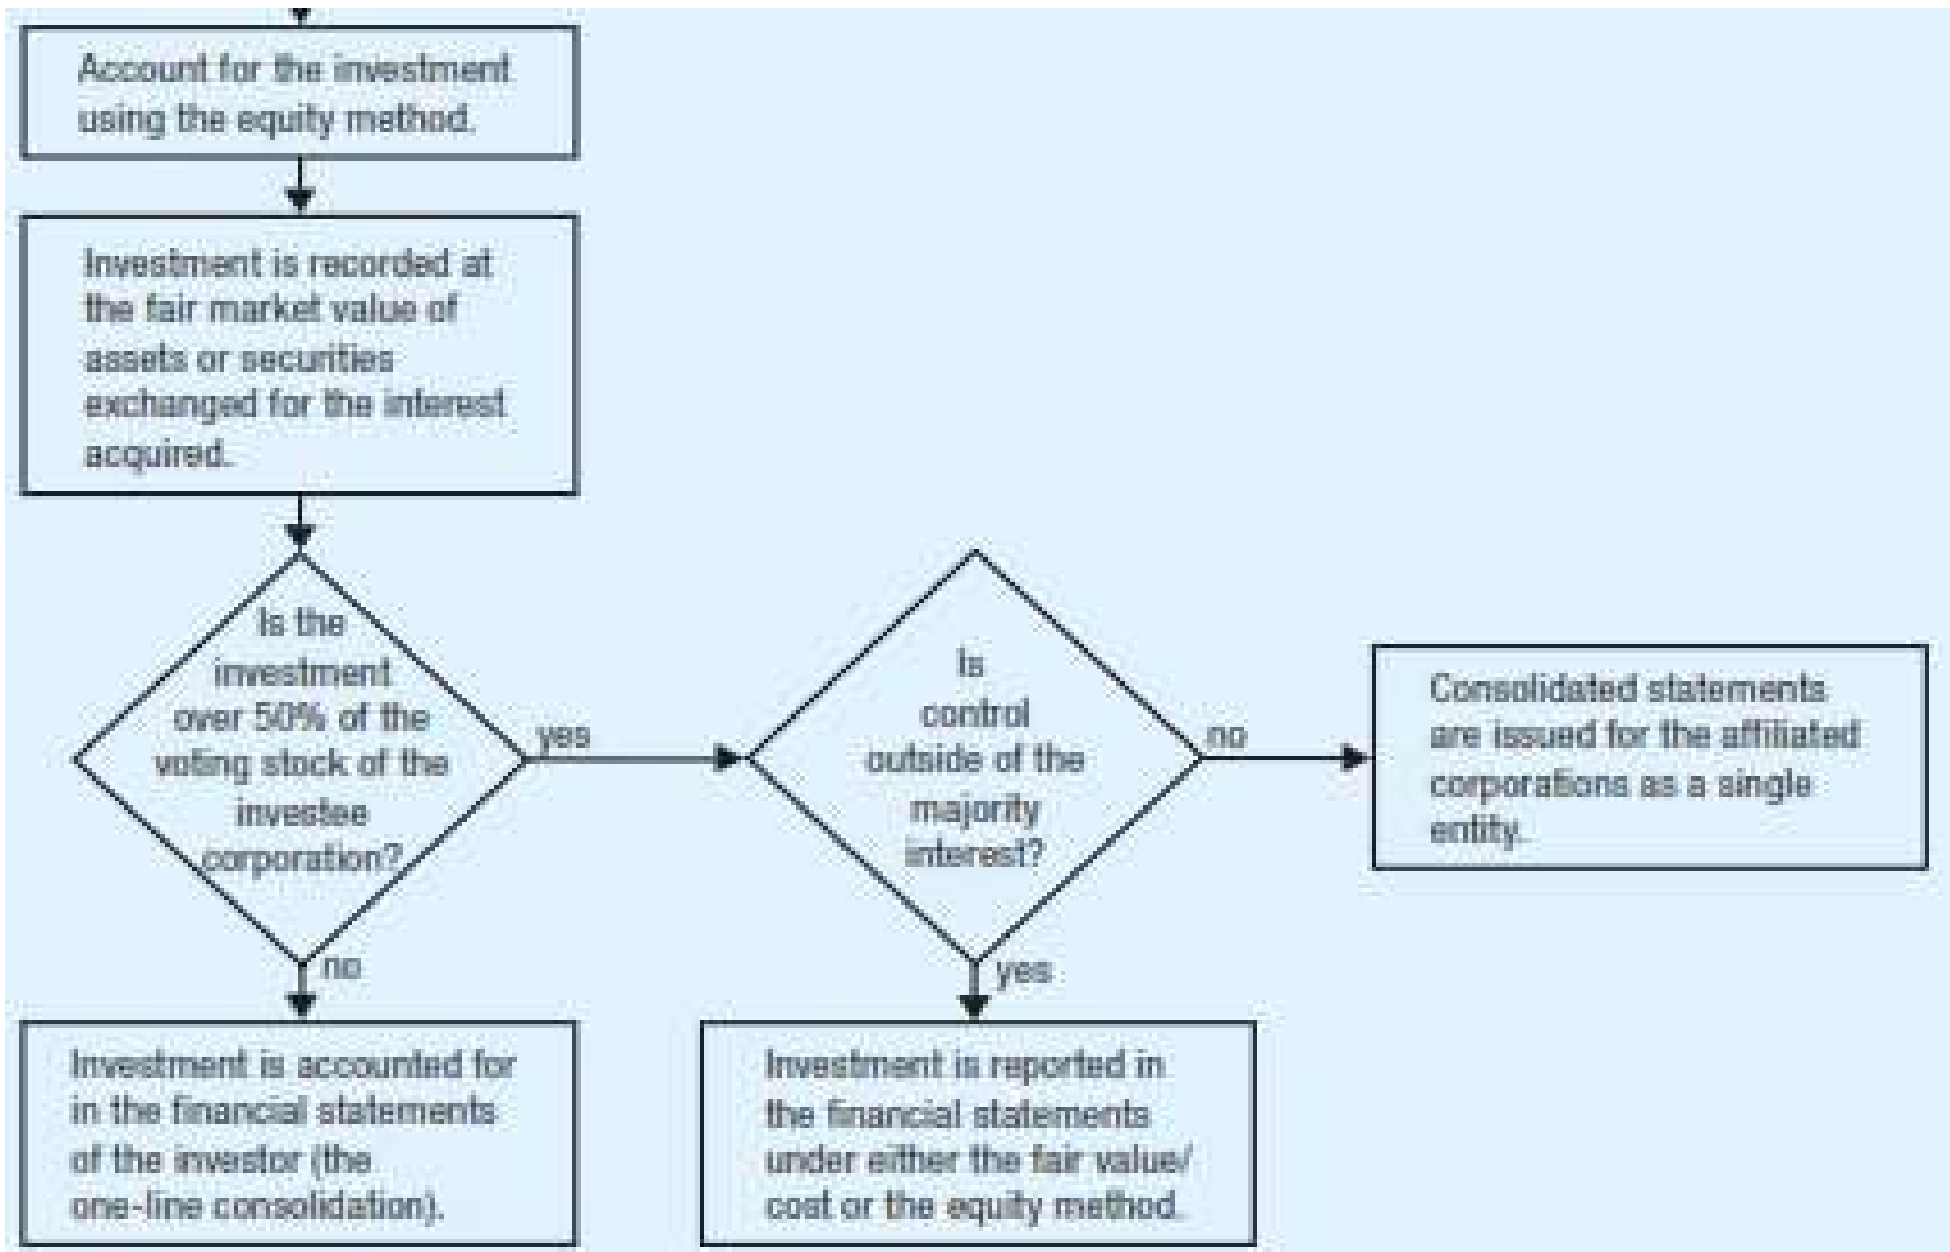 Account for the investment
using the equity method.
Investment is recorded at
the fair market value of
assets or securities
exchanged for the interest
acquired.
Is the
investment
over 50% of the
voting stock of the
investee
corporation?
yes
no
Is
control
outside of the
majority
interest?
no
yes
Consolidated statements
are issued for the affiliated
corporations as a single
entity.
Investment is accounted for
in the financial statements
of the investor (the
one-line consolidation).
Investment is reported in
the financial statements
under either the fair value/
cost or the equity method.